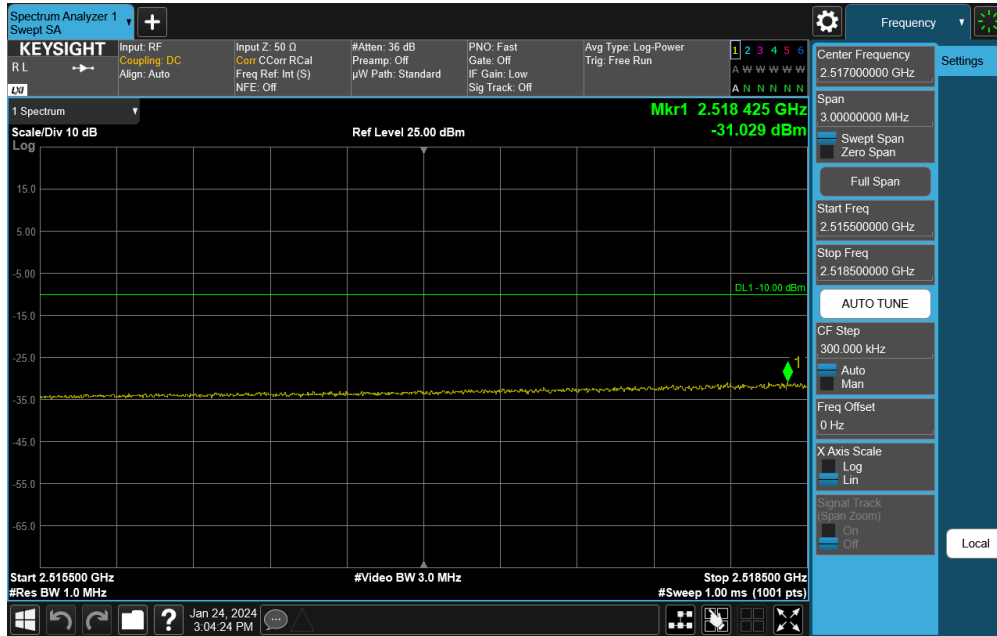 Spectrum Analyzer 1
Swept SA
Frequency
KEYSIGHT
R L
LXI
Input: RF
Coupling: DC
Align: Auto
Input Z: 50 Ω
Corr CCorr RCal
Freq Ref: Int (S)
NFE: Off
#Atten: 36 dB
Preamp: Off
µW Path: Standard
PNO: Fast
Gate: Off
IF Gain: Low
Sig Track: Off
Avg Type: Log-Power
Trig: Free Run
1 2 3 4 5 6
A W W W W W
A N N N N N
Center Frequency
2.517000000 GHz
Settings
1 Spectrum
Mkr1 2.518 425 GHz
Scale/Div 10 dB
Ref Level 25.00 dBm
-31.029 dBm
Log
15.0
5.00
-5.00
DL1 -10.00 dBm
-15.0
-25.0
1
-35.0
-45.0
-55.0
-65.0
Start 2.515500 GHz
#Video BW 3.0 MHz
Stop 2.518500 GHz
#Res BW 1.0 MHz
#Sweep 1.00 ms (1001 pts)
Span
3.00000000 MHz
Swept Span
Zero Span
Full Span
Start Freq
2.515500000 GHz
Stop Freq
2.518500000 GHz
AUTO TUNE
CF Step
300.000 kHz
Auto
Man
Freq Offset
0 Hz
X Axis Scale
Log
Lin
Signal Track
(Span Zoom)
On
Off
Local
?
Jan 24, 2024
3:04:24 PM